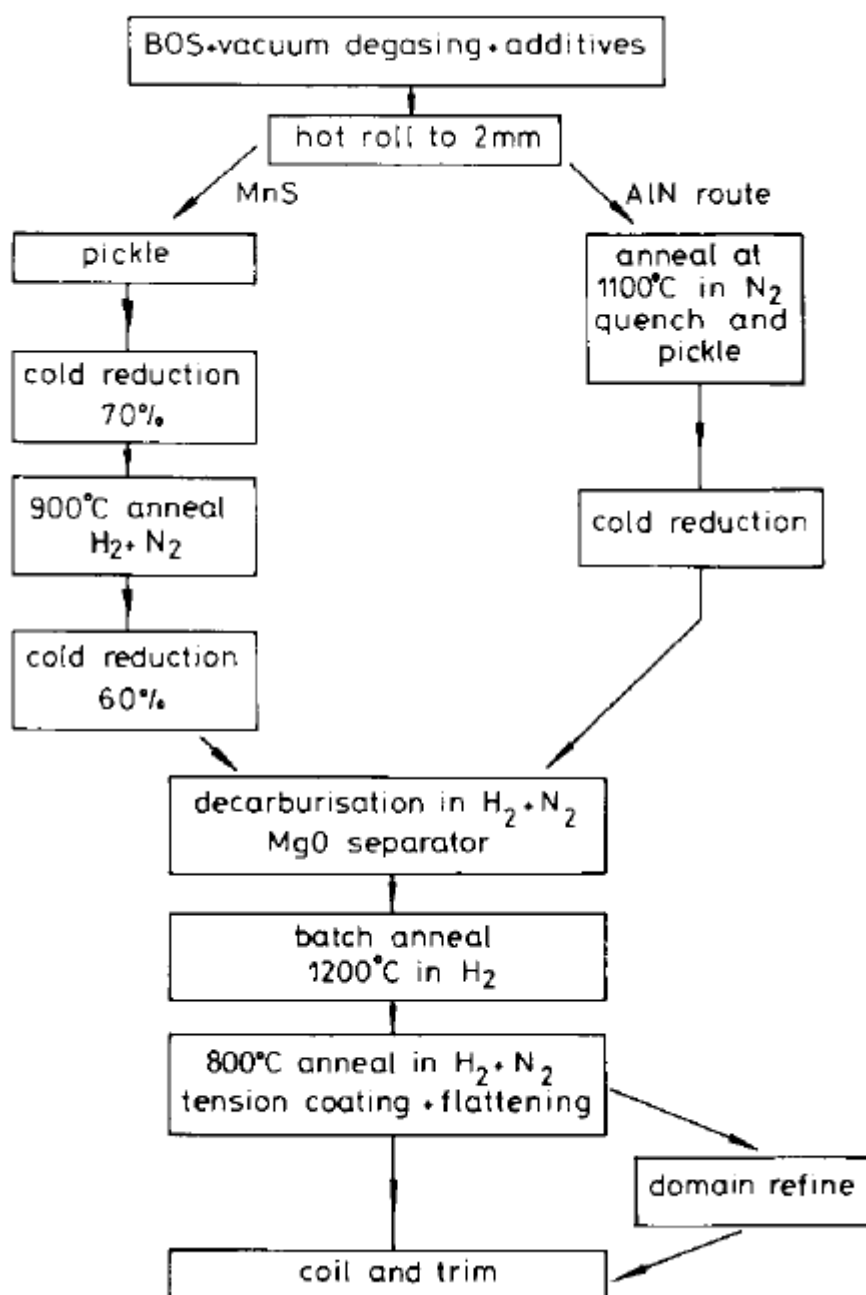 BOS+vacuum degasing + additives
hot roll to 2mm
MnS
AlN route
pickle
anneal at
1100°C in N₂
quench and
pickle
cold reduction
70%
900°C anneal
H₂+ N₂
cold reduction
cold reduction
60%
decarburisation in H₂ + N₂
MgO separator
batch anneal
1200°C in H₂
800°C anneal in H₂ + N₂
tension coating + flattening
domain refine
coil and trim